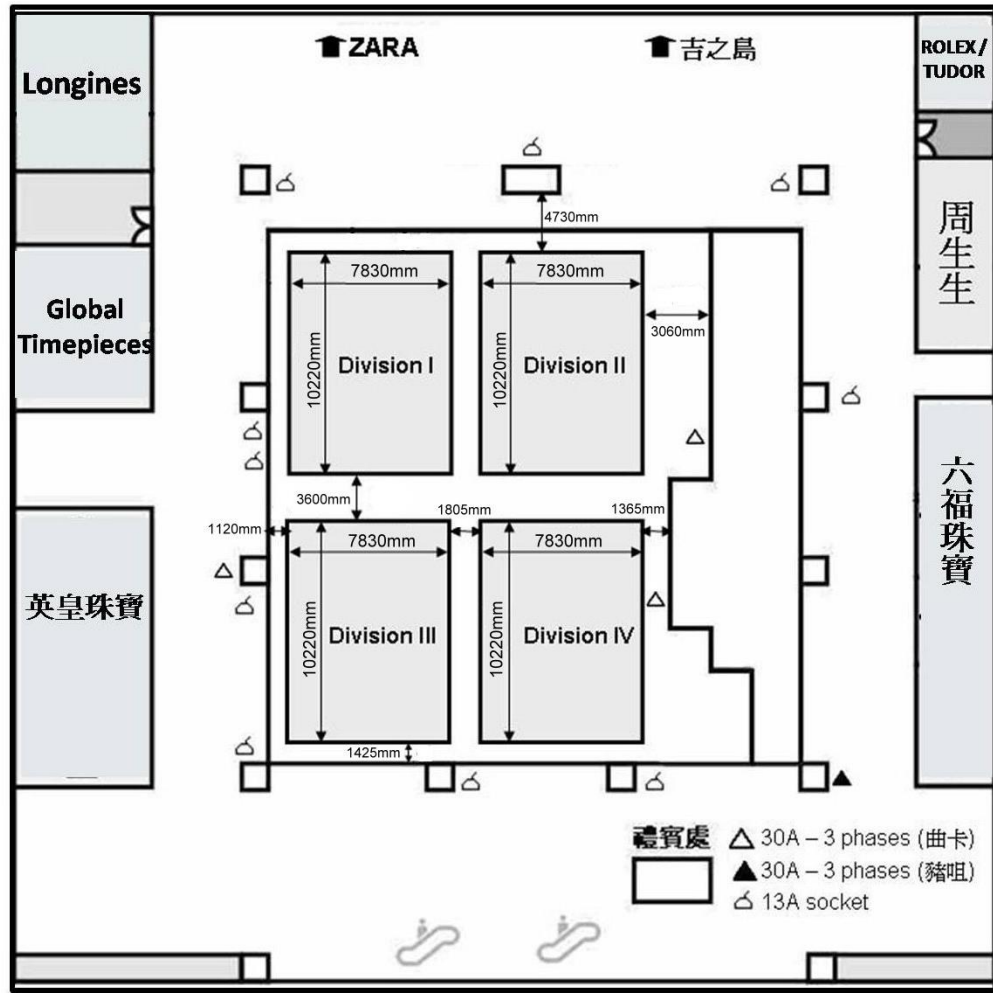 ZARA
吉之島
ROLEX/
TUDOR
Longines
周生生
4730mm
7830mm
7830mm
Global
Timepieces
3060mm
10220mm
Division I
10220mm
Division II
六福珠寶
3600mm
1805mm
1365mm
1120mm
7830mm
7830mm
英皇珠寶
10220mm
Division III
10220mm
Division IV
1425mm
禮賓處
30A – 3 phases (曲卡)
30A – 3 phases (豬咀)
13A socket